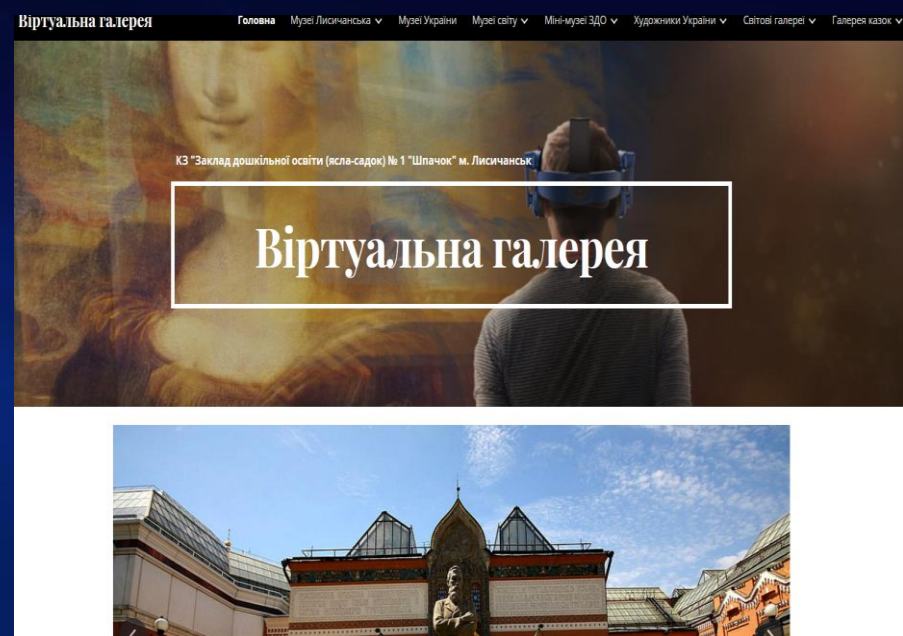 Віртуальна галерея
Головна Музеї Лисичанська Музеї України Музеї світу Міні-музеї ЗДО Художники України Світові галереї Галерея казок
КЗ "Заклад дошкільної освіти (ясла-садок) № 1 "Шпачок" м. Лисичанськ
Віртуальна галерея